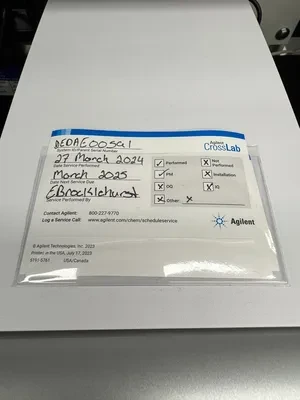 Agilent
CrossLab
DEDAE00521
System ID/Parent Serial Number
27 March 2024
Date Service Performed
March 2025
Date Next Service Due
EBrocklehurst
Service Performed By
Performed
Not Performed
PM
Installation
OQ
IQ
Other: x
Contact Agilent: 800-227-9770
Log a Service Call: www.agilent.com/chem/scheduleservice
Agilent
© Agilent Technologies, Inc. 2023
Printed in the USA, July 17, 2023
USA/Canada